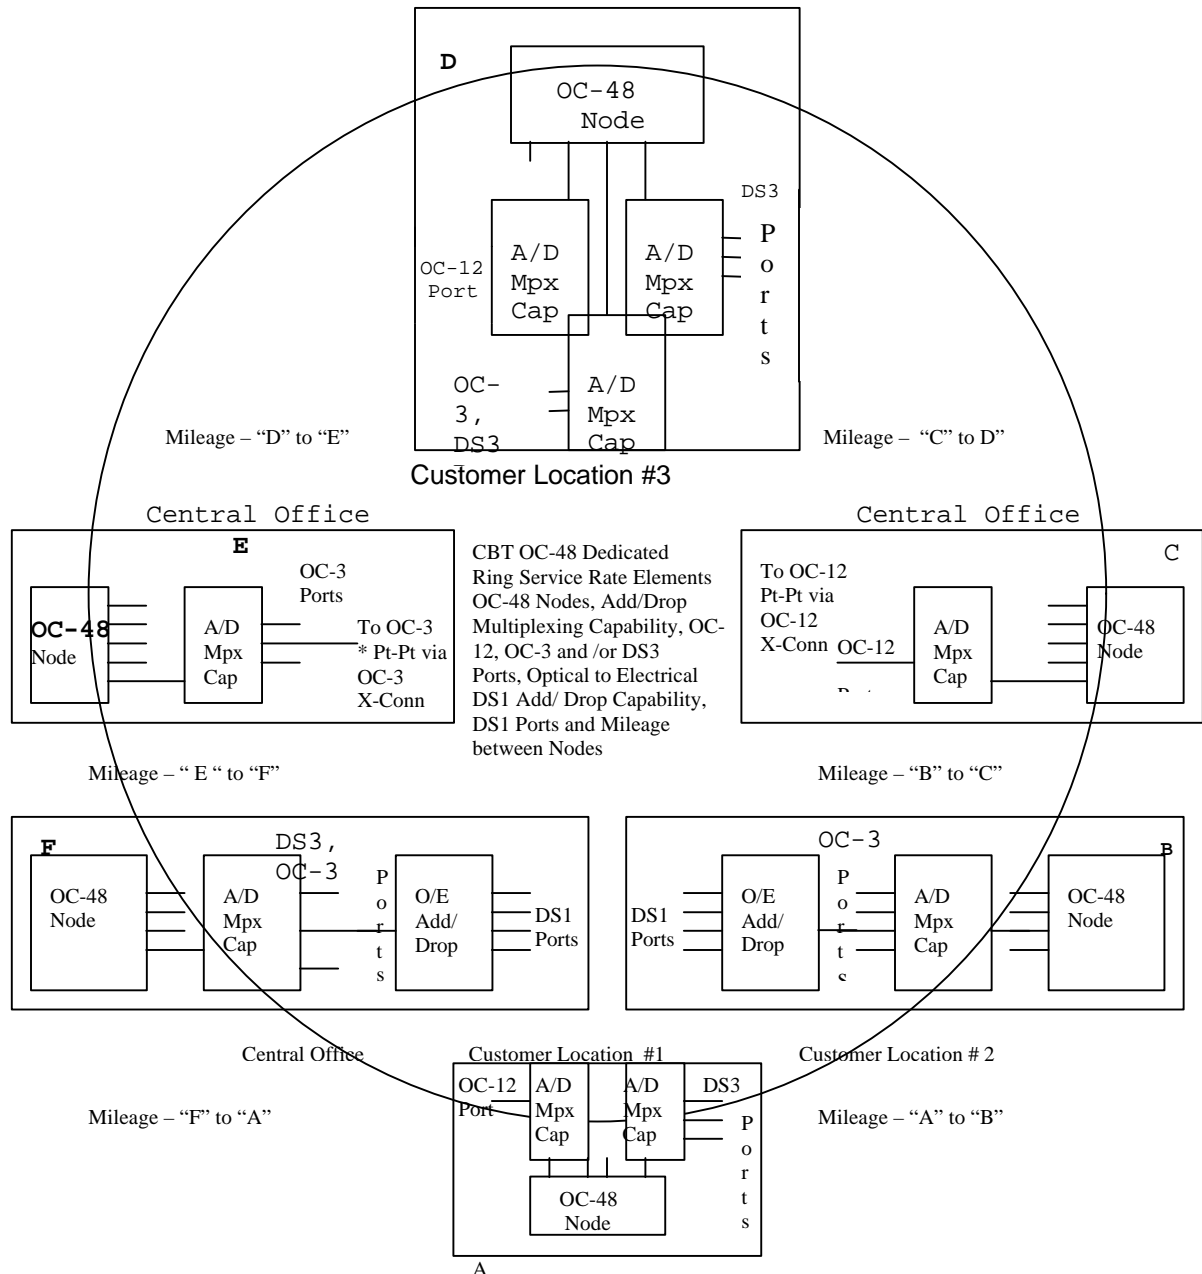 D
OC-48
Node
DS3
Ports
A/D
Mpx
Cap
A/D
Mpx
Cap
OC-12
Port
OC-
3,
DS3
A/D
Mpx
Cap
Mileage – “D” to “E”
Mileage – “C” to D”
Customer Location #3
Central Office
E
OC-48
Node
A/D
Mpx
Cap
OC-3
Ports
To OC-3
* Pt-Pt via
OC-3
X-Conn
CBT OC-48 Dedicated
Ring Service Rate Elements
OC-48 Nodes, Add/Drop
Multiplexing Capability, OC-
12, OC-3 and /or DS3
Ports, Optical to Electrical
DS1 Add/ Drop Capability,
DS1 Ports and Mileage
between Nodes
Central Office
C
To OC-12
Pt-Pt via
OC-12
X-Conn
OC-12
A/D
Mpx
Cap
OC-48
Node
Mileage – “ E “ to “F”
Mileage – “B” to “C”
F
OC-48
Node
DS3,
OC-3
A/D
Mpx
Cap
Ports
O/E
Add/
Drop
DS1
Ports
OC-3
B
DS1
Ports
O/E
Add/
Drop
Ports
A/D
Mpx
Cap
OC-48
Node
Central Office
Customer Location #1
Customer Location # 2
Mileage – “F” to “A”
OC-12
Port
A/D
Mpx
Cap
A/D
Mpx
Cap
DS3
Ports
Mileage – “A” to “B”
OC-48
Node
A